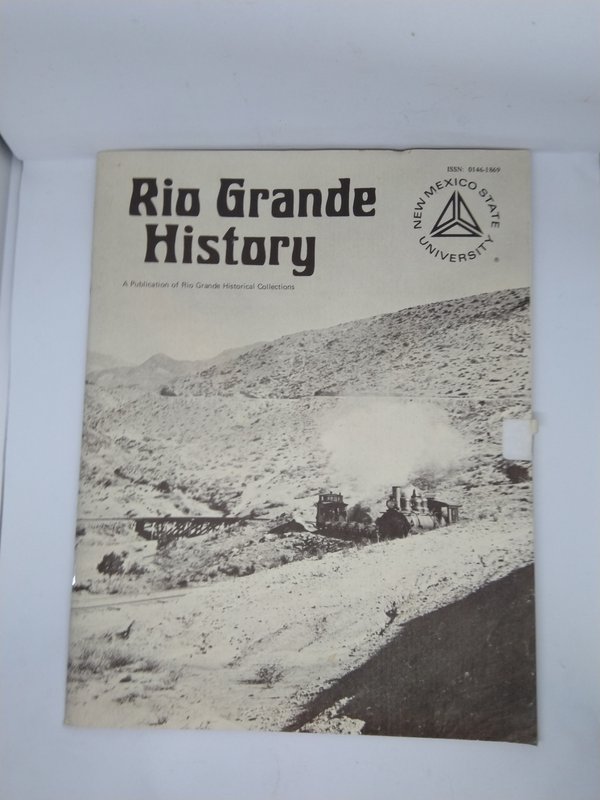 ISSN: 0146-1869
Rio Grande
History
NEW MEXICO STATE
UNIVERSITY
®
A Publication of Rio Grande Historical Collections